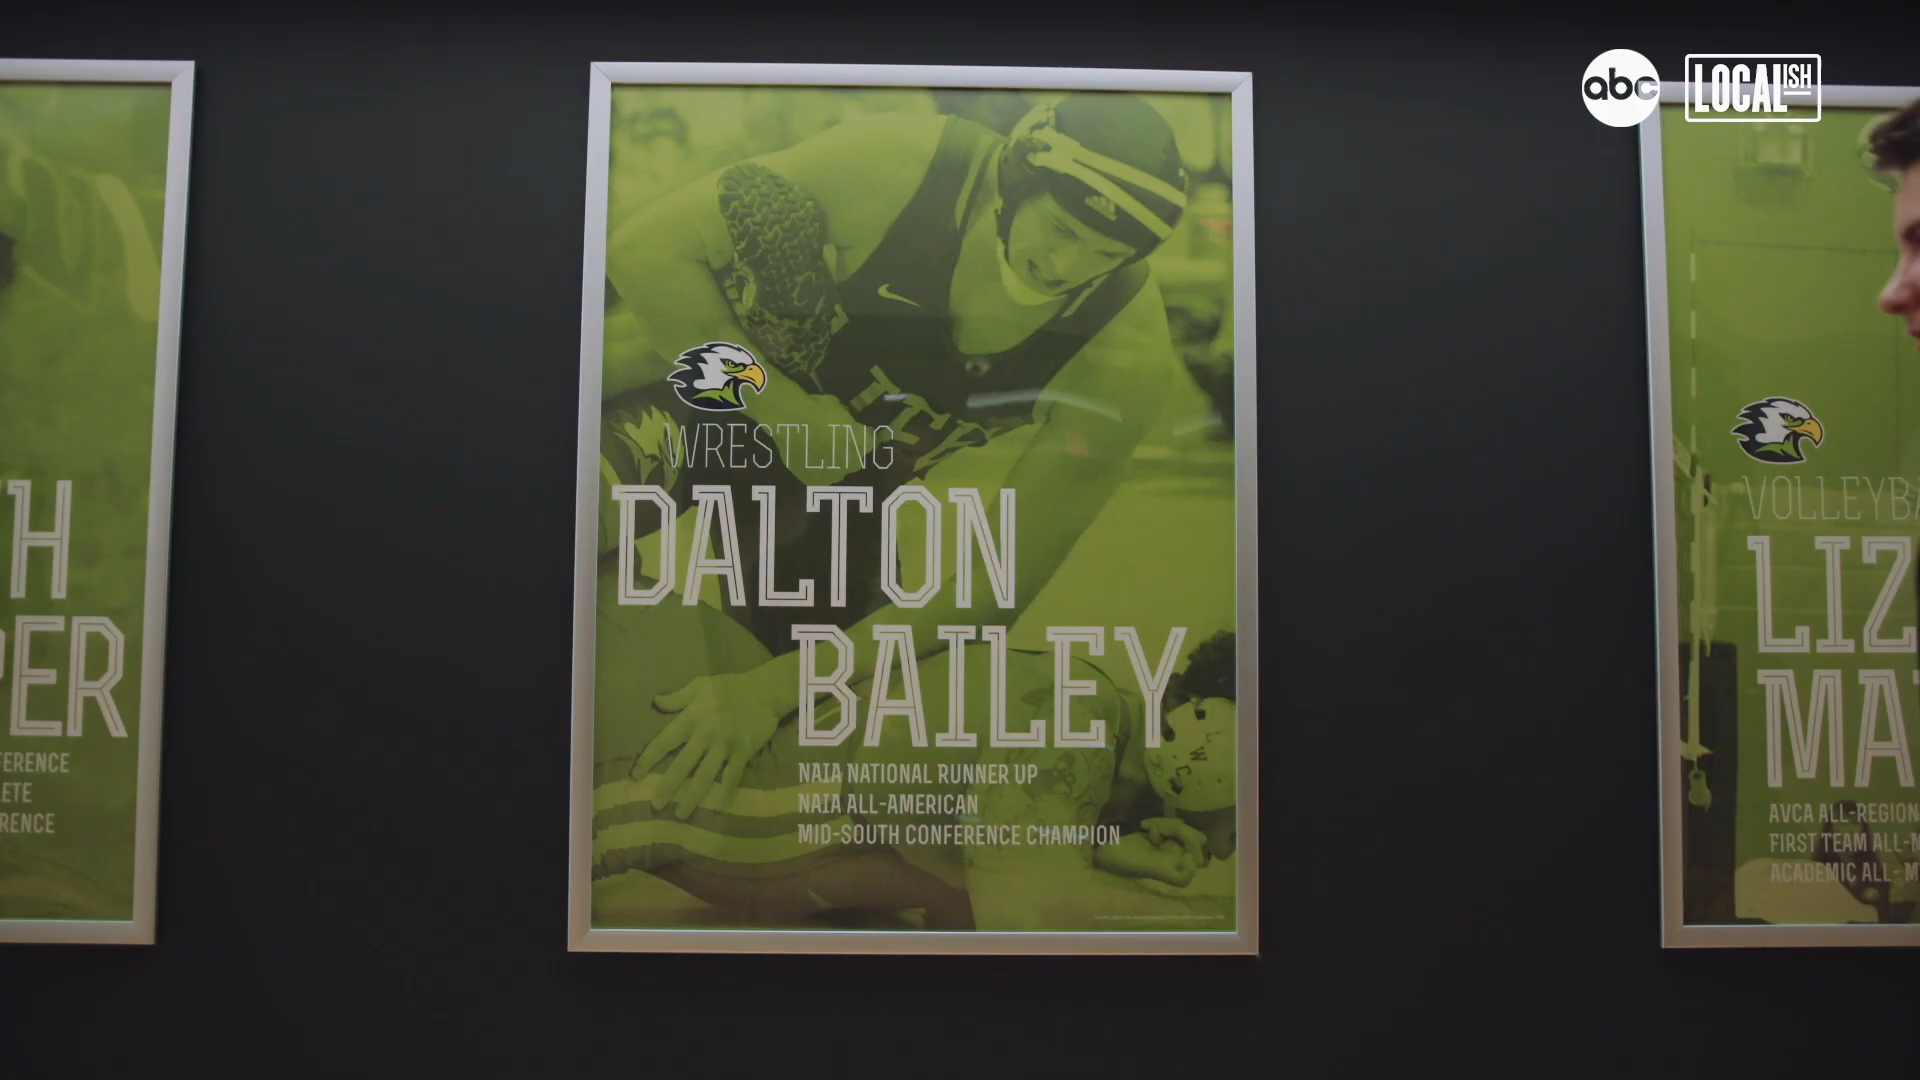 abc LOCALISH
H
PER
FERENCE
LETE
RENCE
WRESTLING
DALTON
BAILEY
NAIA NATIONAL RUNNER UP
NAIA ALL-AMERICAN
MID-SOUTH CONFERENCE CHAMPION
VOLLEYBA
LIZ
MA
AVCA ALL-REGION
FIRST TEAM ALL-M
ACADEMIC ALL-M